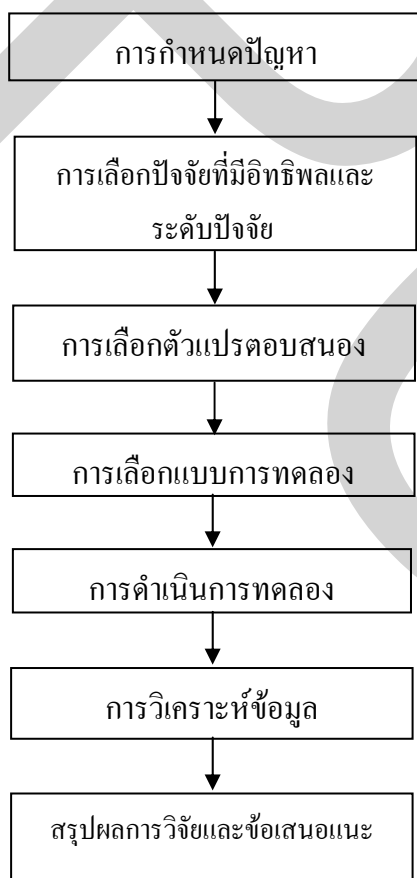 การกำหนดปัญหา
การเลือกปัจจัยที่มีอิทธิพลและ
ระดับปัจจัย
การเลือกตัวแปรตอบสนอง
การเลือกแบบการทดลอง
การดำเนินการทดลอง
การวิเคราะห์ข้อมูล
สรุปผลการวิจัยและข้อเสนอแนะ